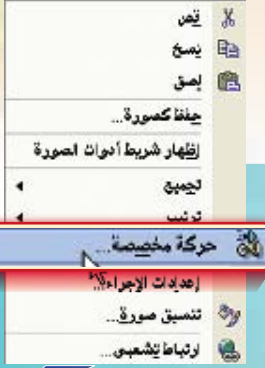 قص
نسخ
لصق
حفظ كصورة...
إظهار شريط أدوات الصورة
تجميع
ترتيب
حركة مخصصة...
إعدادات الإجراء...
تنسيق صورة...
ارتباط تشعبي...